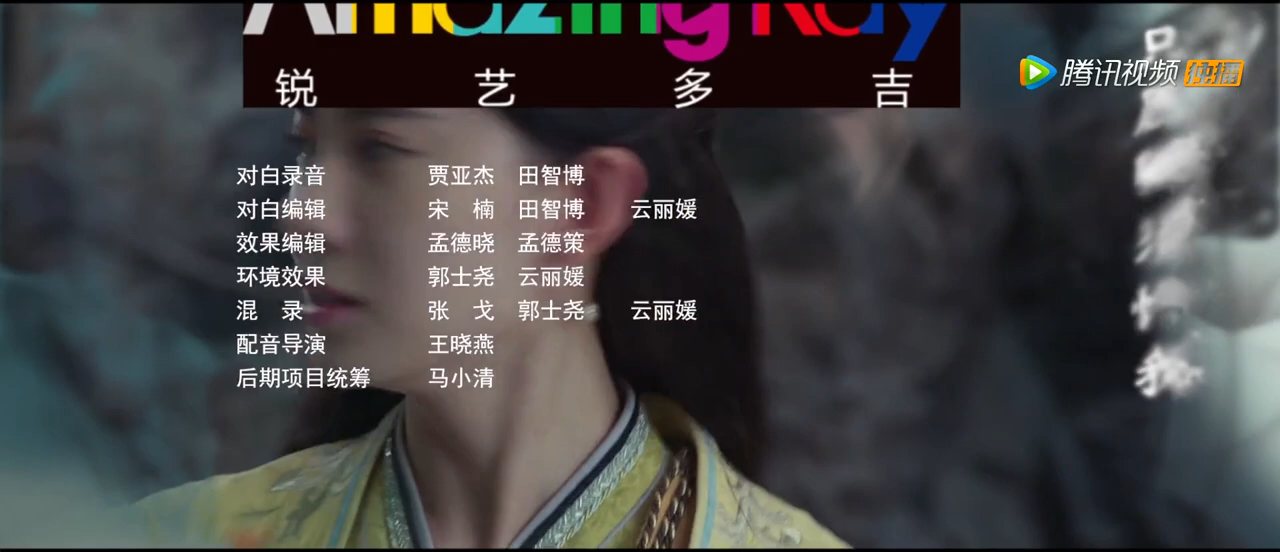 Amazing Ray
锐艺多吉
腾讯视频 独播
对白录音 贾亚杰 田智博
对白编辑 宋 楠 田智博 云丽媛
效果编辑 孟德晓 孟德策
环境效果 郭士尧 云丽媛
混 录 张 戈 郭士尧 云丽媛
配音导演 王晓燕
后期项目统筹 马小清